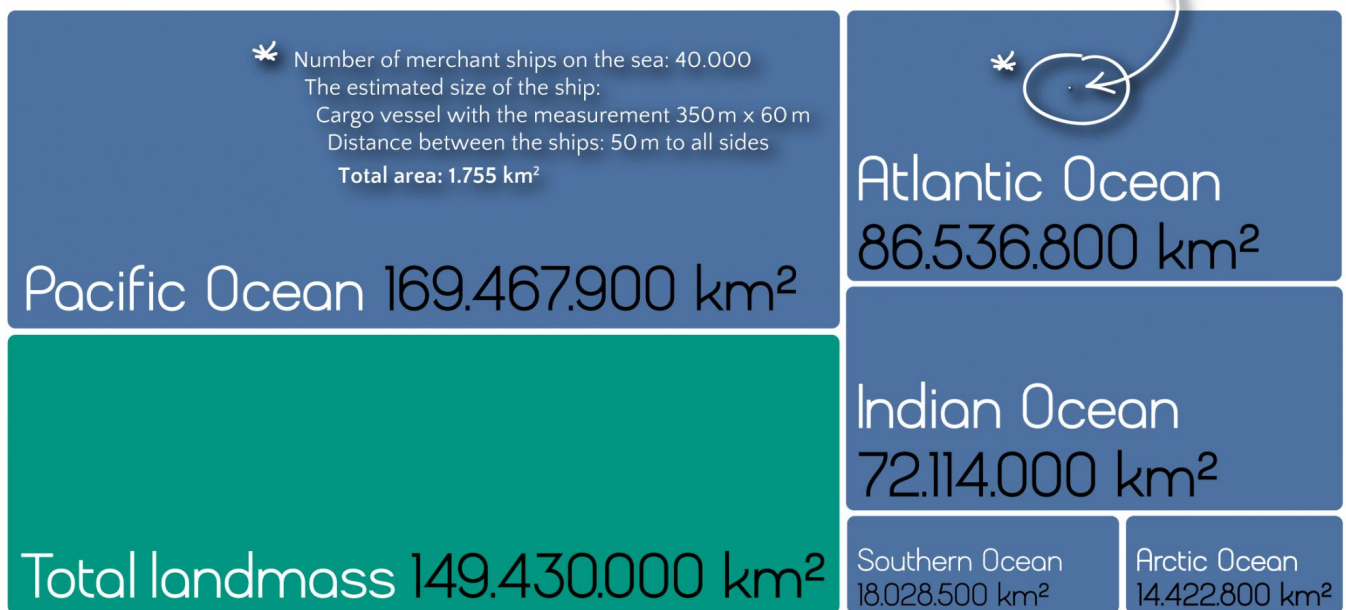 Number of merchant ships on the sea: 40.000
The estimated size of the ship:
Cargo vessel with the measurement 350 m x 60 m
Distance between the ships: 50 m to all sides
Total area: 1.755 km²
Pacific Ocean 169.467.900 km²
Atlantic Ocean
86.536.800 km²
Total landmass 149.430.000 km²
Indian Ocean
72.114.000 km²
Southern Ocean
18.028.500 km²
Arctic Ocean
14.422.800 km²